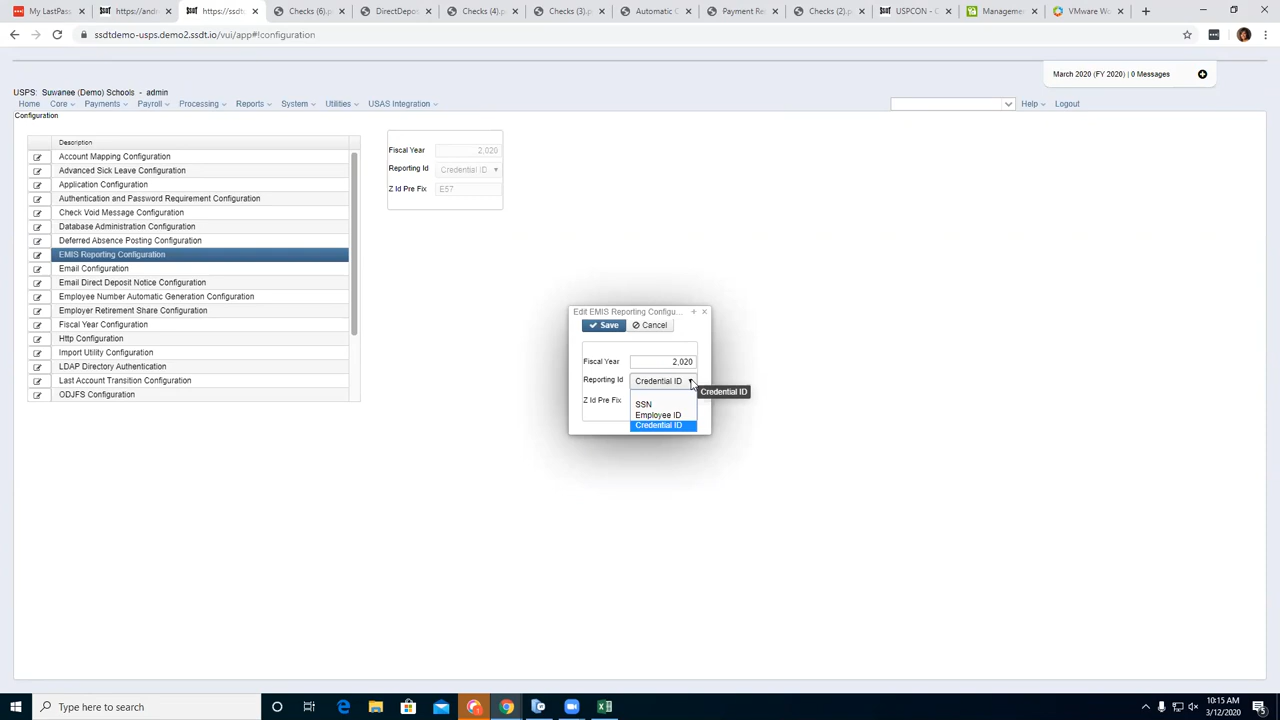 My LastPass
https://andr
https://ssdt
Checks (6).p
DirectDepos
Checks (4).p
Checks (3).p
Automatic C
Payment Re
Checks (2).p
USPCON - C
Management
VMware Wo
ssdtdemo-usps.demo2.ssdt.io/vui/app#!configuration
March 2020 (FY 2020) | 0 Messages
USPS: Suwanee (Demo) Schools - admin
Home Core Payments Payroll Processing Reports System Utilities USAS Integration Help Logout
Configuration
Description
Account Mapping Configuration
Advanced Sick Leave Configuration
Application Configuration
Authentication and Password Requirement Configuration
Check Void Message Configuration
Database Administration Configuration
Deferred Absence Posting Configuration
EMIS Reporting Configuration
Email Configuration
Email Direct Deposit Notice Configuration
Employee Number Automatic Generation Configuration
Employer Retirement Share Configuration
Fiscal Year Configuration
Http Configuration
Import Utility Configuration
LDAP Directory Authentication
Last Account Transition Configuration
ODJFS Configuration
Fiscal Year 2,020
Reporting Id Credential ID
Z Id Pre Fix E57
Edit EMIS Reporting Configu...
Save Cancel
Fiscal Year 2,020
Reporting Id Credential ID
Credential ID
Z Id Pre Fix
SSN
Employee ID
Credential ID
Type here to search
10:15 AM
3/12/2020
5